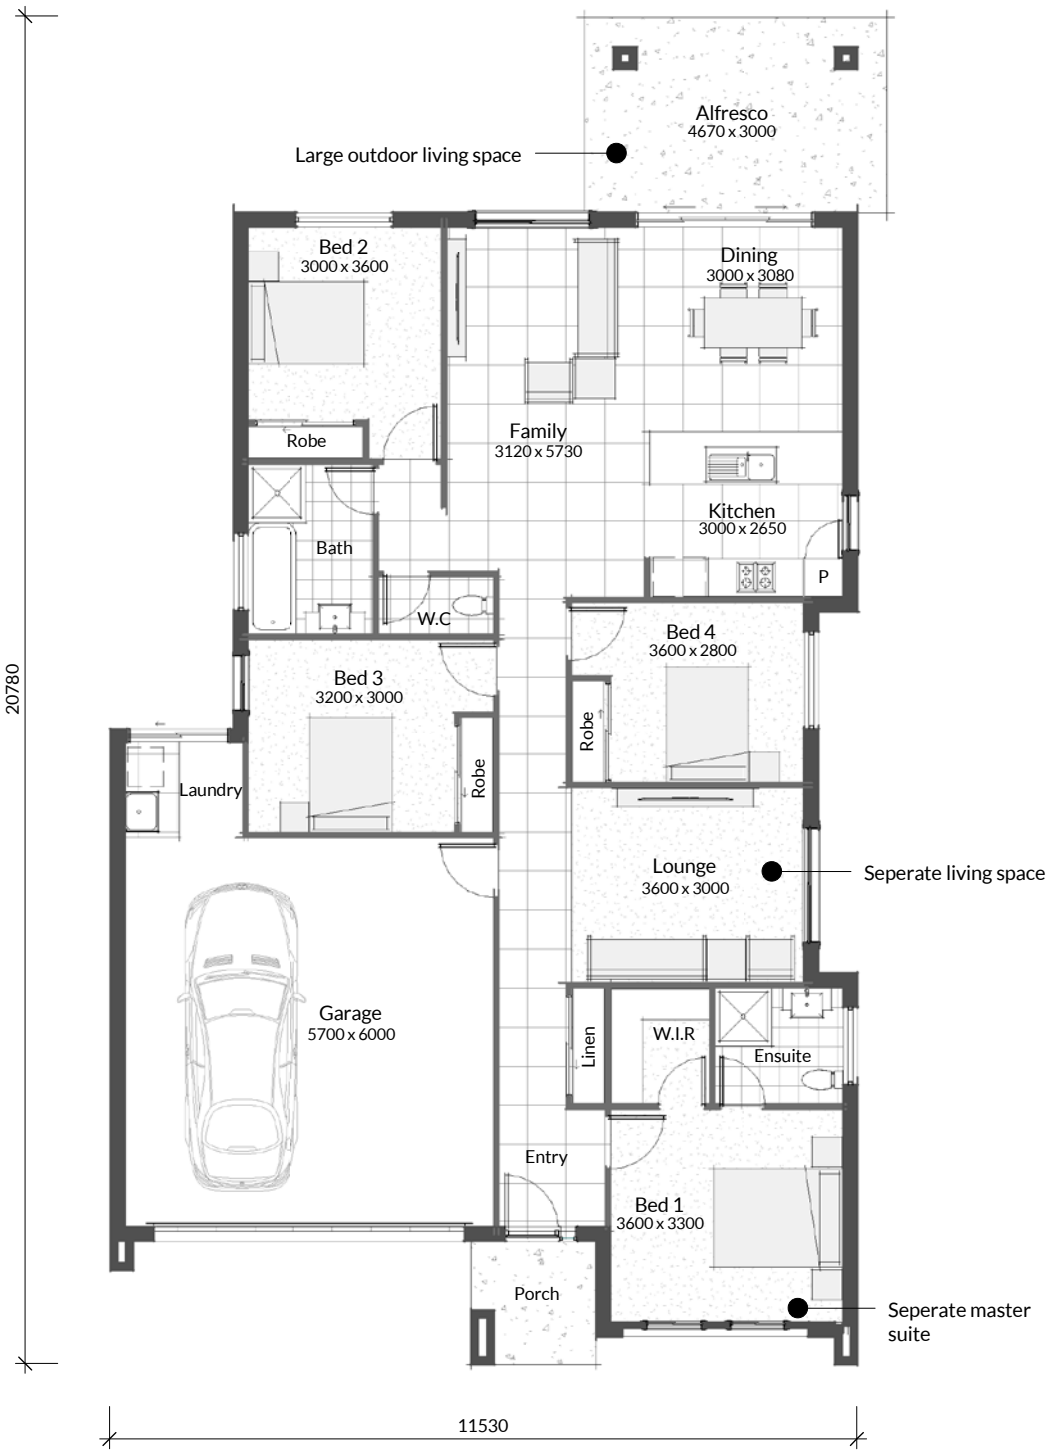 Alfresco
4670 x 3000
Large outdoor living space
Bed 2
3000 x 3600
Dining
3000 x 3080
Robe
Family
3120 x 5730
Kitchen
3000 x 2650
Bath
P
W.C
Bed 4
3600 x 2800
Bed 3
3200 x 3000
20780
Robe
Robe
Laundry
Lounge
3600 x 3000
Seperate living space
Garage
5700 x 6000
Linen
W.I.R
Ensuite
Entry
Bed 1
3600 x 3300
Porch
Seperate master
suite
11530